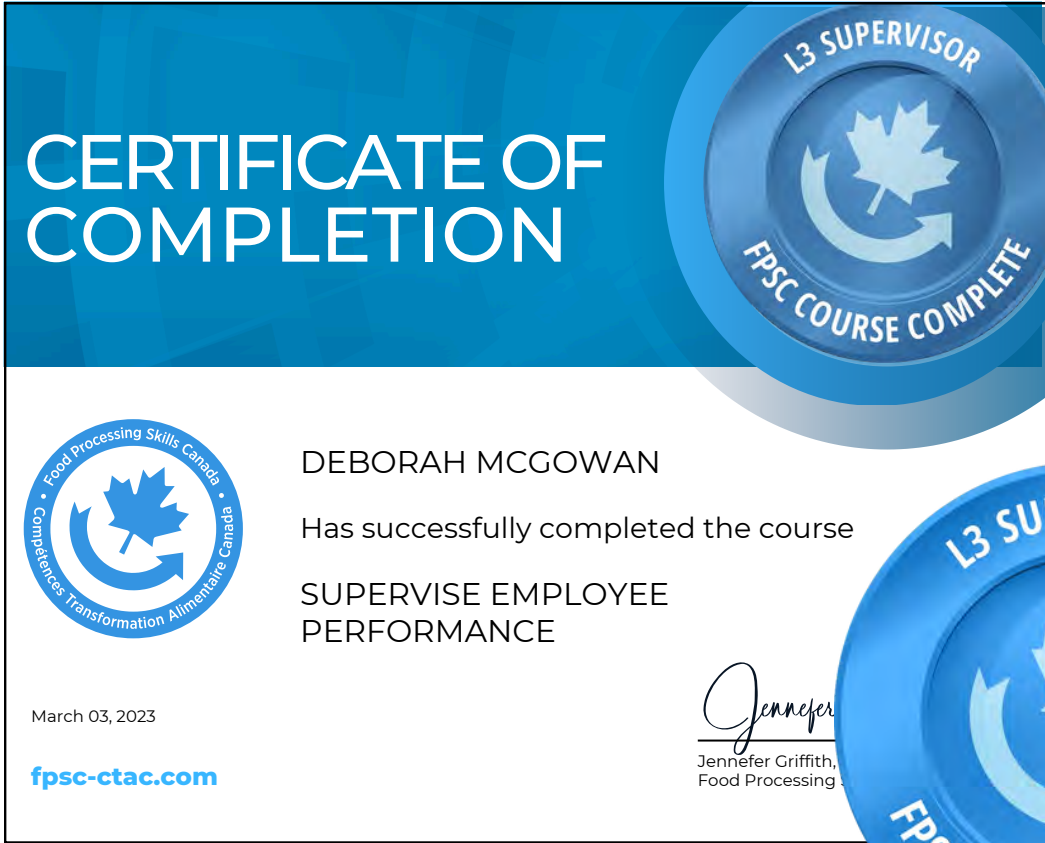 L3 SUPERVISOR
CERTIFICATE OF
COMPLETION
FPSC COURSE COMPLETE
Food Processing Skills Canada •
Compétences Transformation Alimentaire Canada •
DEBORAH MCGOWAN
Has successfully completed the course
SUPERVISE EMPLOYEE
PERFORMANCE
L3 SU
March 03, 2023
Jennefer
Jennefer Griffith,
Food Processing
fpsc-ctac.com
FPS